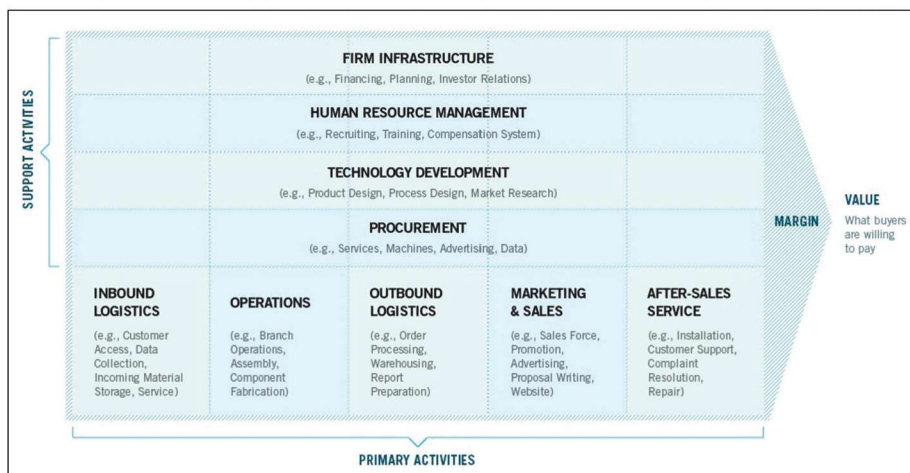 SUPPORT ACTIVITIES
FIRM INFRASTRUCTURE
(e.g., Financing, Planning, Investor Relations)
HUMAN RESOURCE MANAGEMENT
(e.g., Recruiting, Training, Compensation System)
TECHNOLOGY DEVELOPMENT
(e.g., Product Design, Process Design, Market Research)
PROCUREMENT
(e.g., Services, Machines, Advertising, Data)
INBOUND
LOGISTICS
(e.g., Customer
Access, Data
Collection,
Incoming Material
Storage, Service)
OPERATIONS
(e.g., Branch
Operations,
Assembly,
Component
Fabrication)
OUTBOUND
LOGISTICS
(e.g., Order
Processing,
Warehousing,
Report
Preparation)
MARKETING
& SALES
(e.g., Sales Force,
Promotion,
Advertising,
Proposal Writing,
Website)
AFTER-SALES
SERVICE
(e.g., Installation,
Customer Support,
Complaint
Resolution,
Repair)
MARGIN
VALUE
What buyers
are willing
to pay
PRIMARY ACTIVITIES